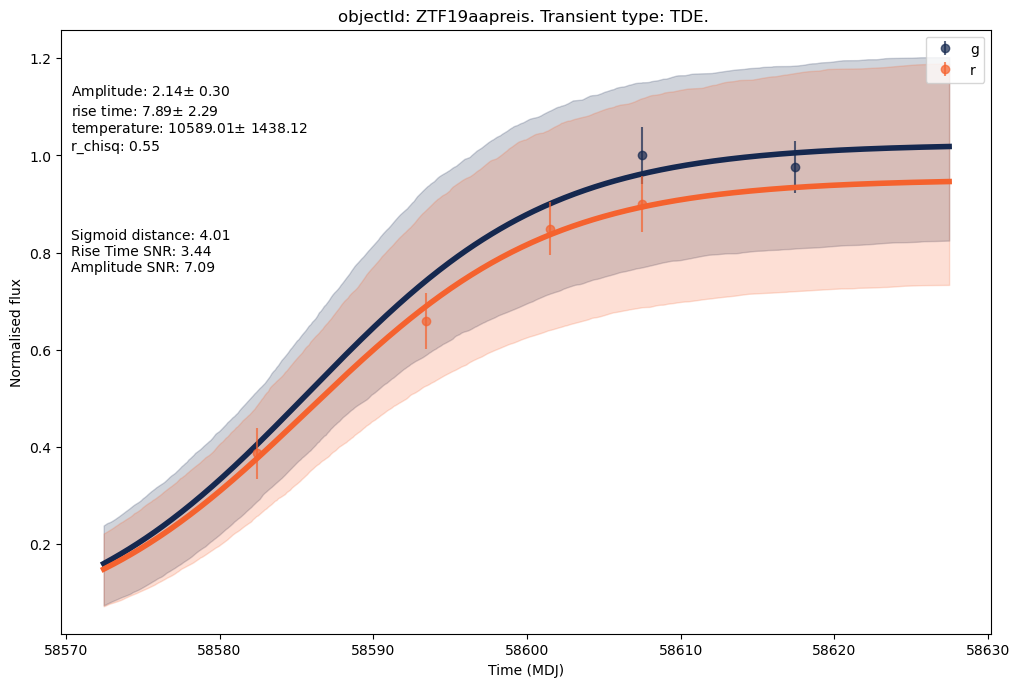 objectId: ZTF19aapreis. Transient type: TDE.
g
r
Amplitude: 2.14± 0.30
rise time: 7.89± 2.29
temperature: 10589.01± 1438.12
r_chisq: 0.55
Sigmoid distance: 4.01
Rise Time SNR: 3.44
Amplitude SNR: 7.09
Normalised flux
1.2
1.0
0.8
0.6
0.4
0.2
58570 58580 58590 58600 58610 58620 58630
Time (MDJ)